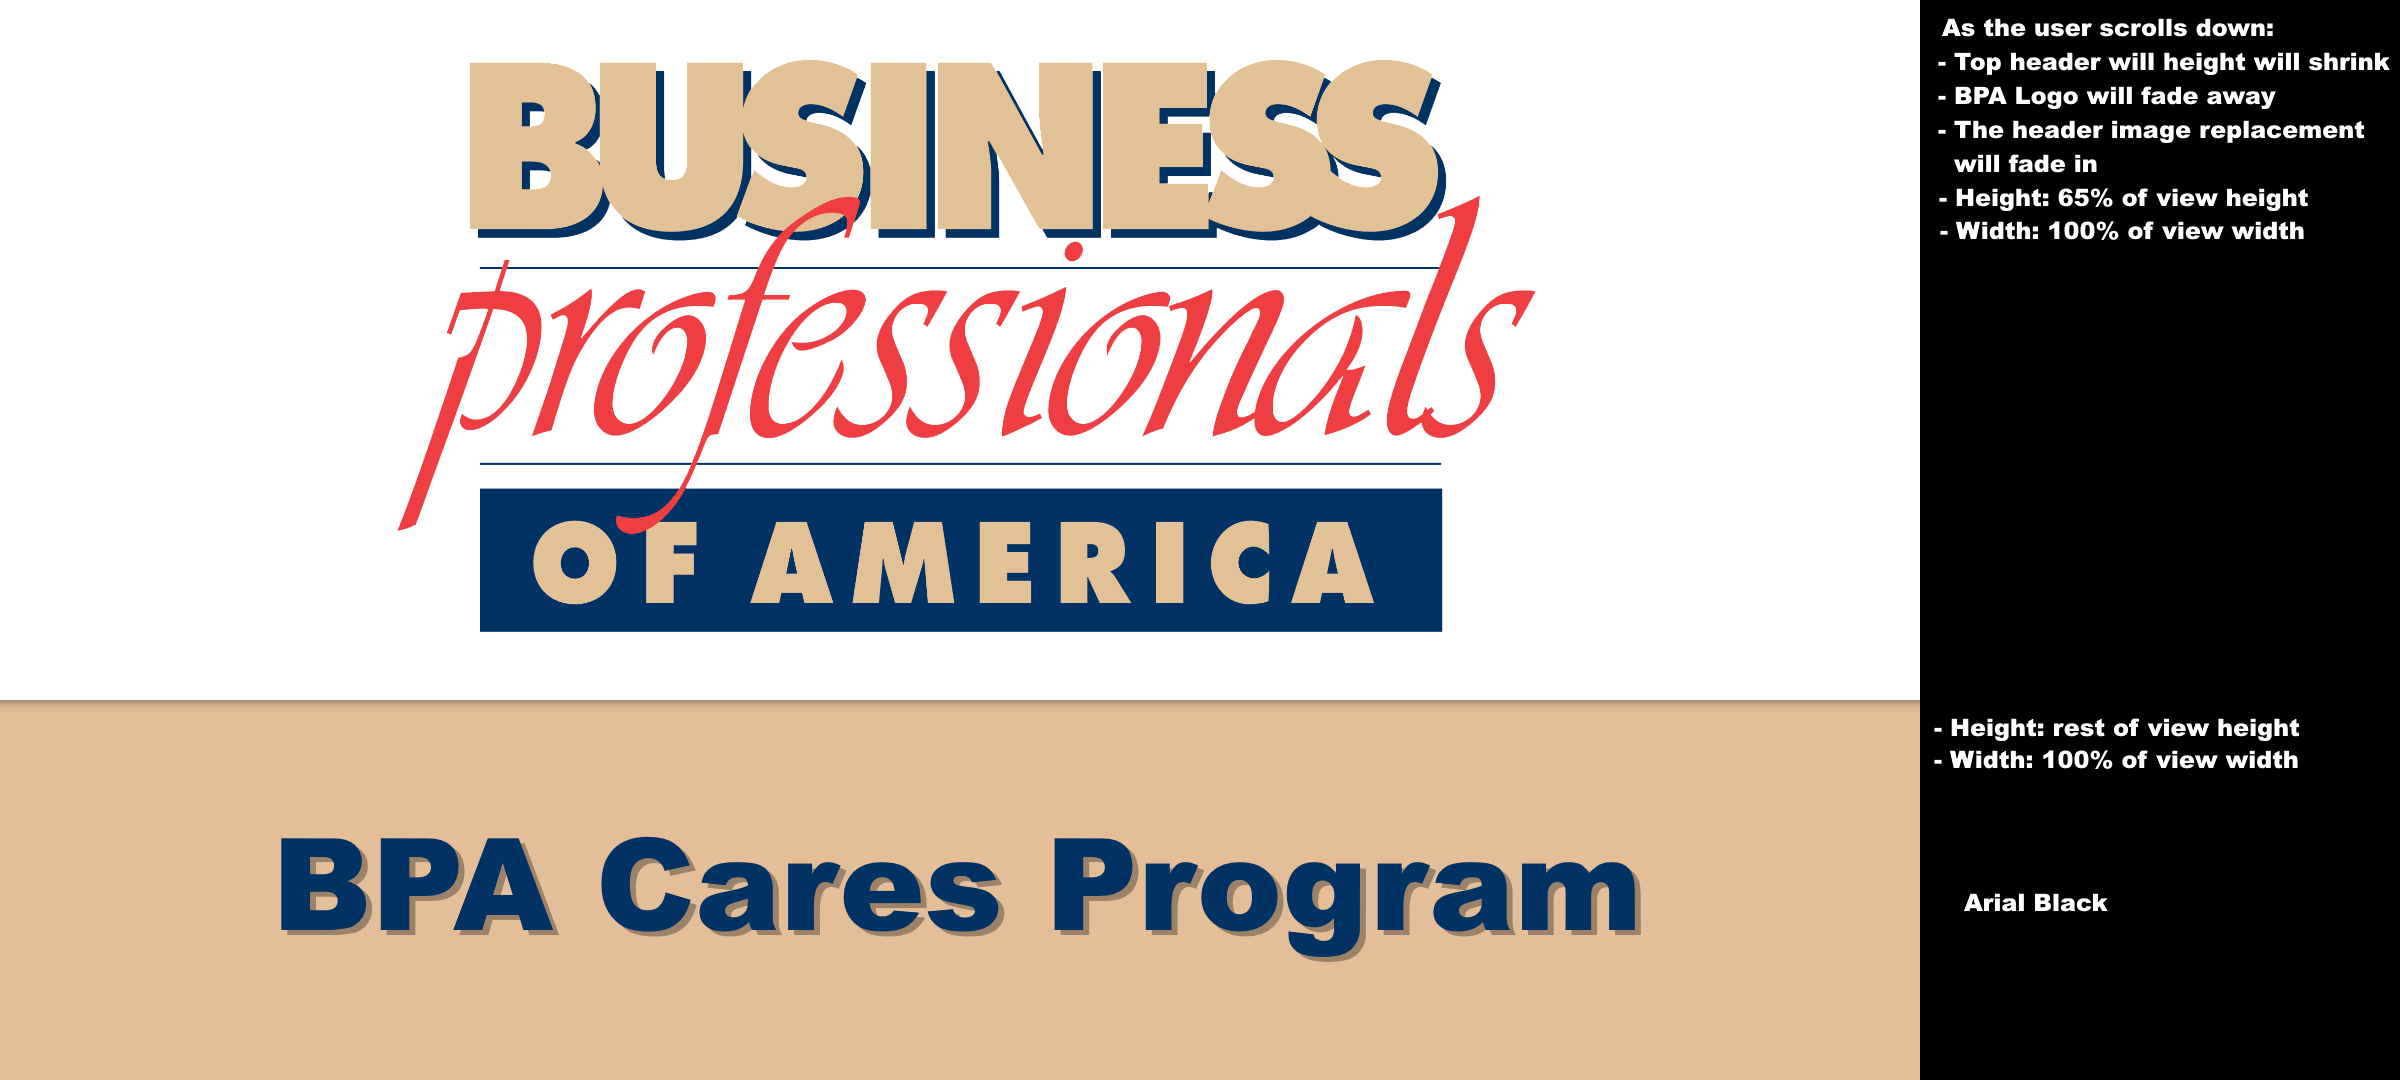 BUSINESS
professionals
OF AMERICA
BPA Cares Program
As the user scrolls down:
- Top header will height will shrink
- BPA Logo will fade away
- The header image replacement
will fade in
- Height: 65% of view height
- Width: 100% of view width
- Height: rest of view height
- Width: 100% of view width
Arial Black